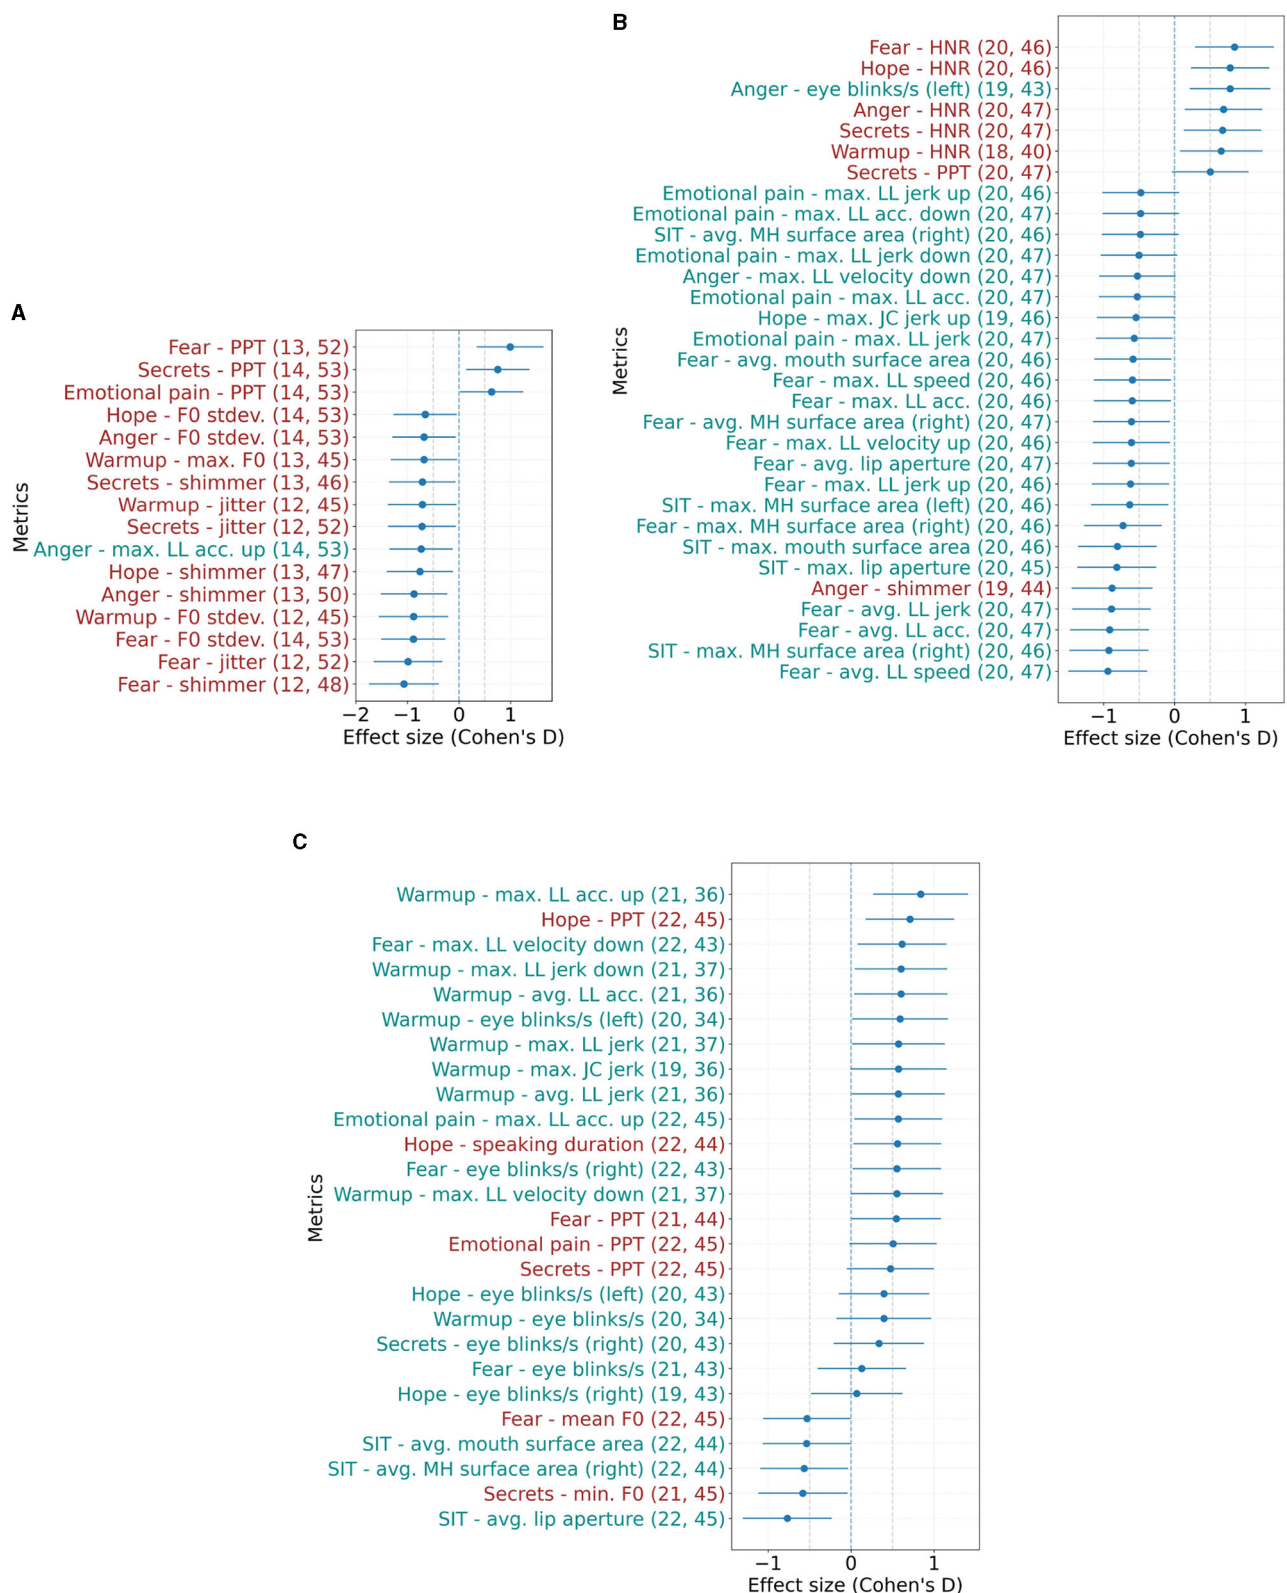 A
Metrics
Fear - PPT (13, 52)
Secrets - PPT (14, 53)
Emotional pain - PPT (14, 53)
Hope - F0 stdev. (14, 53)
Anger - F0 stdev. (14, 53)
Warmup - max. F0 (13, 45)
Secrets - shimmer (13, 46)
Warmup - jitter (12, 45)
Secrets - jitter (12, 52)
Anger - max. LL acc. up (14, 53)
Hope - shimmer (13, 47)
Anger - shimmer (13, 50)
Warmup - F0 stdev. (12, 45)
Fear - F0 stdev. (14, 53)
Fear - jitter (12, 52)
Fear - shimmer (12, 48)
−2 −1 0 1
Effect size (Cohen's D)
B
Metrics
Fear - HNR (20, 46)
Hope - HNR (20, 46)
Anger - eye blinks/s (left) (19, 43)
Anger - HNR (20, 47)
Secrets - HNR (20, 47)
Warmup - HNR (18, 40)
Secrets - PPT (20, 47)
Emotional pain - max. LL jerk up (20, 46)
Emotional pain - max. LL acc. down (20, 47)
SIT - avg. MH surface area (right) (20, 46)
Emotional pain - max. LL jerk down (20, 47)
Anger - max. LL velocity down (20, 47)
Emotional pain - max. LL acc. (20, 47)
Hope - max. JC jerk up (19, 46)
Emotional pain - max. LL jerk (20, 47)
Fear - avg. mouth surface area (20, 46)
Fear - max. LL speed (20, 46)
Fear - max. LL acc. (20, 46)
Fear - avg. MH surface area (right) (20, 47)
Fear - max. LL velocity up (20, 46)
Fear - avg. lip aperture (20, 47)
Fear - max. LL jerk up (20, 46)
SIT - max. MH surface area (left) (20, 46)
Fear - max. MH surface area (right) (20, 46)
SIT - max. mouth surface area (20, 46)
SIT - max. lip aperture (20, 45)
Anger - shimmer (19, 44)
Fear - avg. LL jerk (20, 47)
Fear - avg. LL acc. (20, 47)
SIT - max. MH surface area (right) (20, 46)
Fear - avg. LL speed (20, 47)
−1 0 1
Effect size (Cohen's D)
C
Metrics
Warmup - max. LL acc. up (21, 36)
Hope - PPT (22, 45)
Fear - max. LL velocity down (22, 43)
Warmup - max. LL jerk down (21, 37)
Warmup - avg. LL acc. (21, 36)
Warmup - eye blinks/s (left) (20, 34)
Warmup - max. LL jerk (21, 37)
Warmup - max. JC jerk (19, 36)
Warmup - avg. LL jerk (21, 36)
Emotional pain - max. LL acc. up (22, 45)
Hope - speaking duration (22, 44)
Fear - eye blinks/s (right) (22, 43)
Warmup - max. LL velocity down (21, 37)
Fear - PPT (21, 44)
Emotional pain - PPT (22, 45)
Secrets - PPT (22, 45)
Hope - eye blinks/s (left) (20, 43)
Warmup - eye blinks/s (20, 34)
Secrets - eye blinks/s (right) (20, 43)
Fear - eye blinks/s (21, 43)
Hope - eye blinks/s (right) (19, 43)
Fear - mean F0 (22, 45)
SIT - avg. mouth surface area (22, 44)
SIT - avg. MH surface area (right) (22, 44)
Secrets - min. F0 (21, 45)
SIT - avg. lip aperture (22, 45)
−1 0 1
Effect size (Cohen's D)